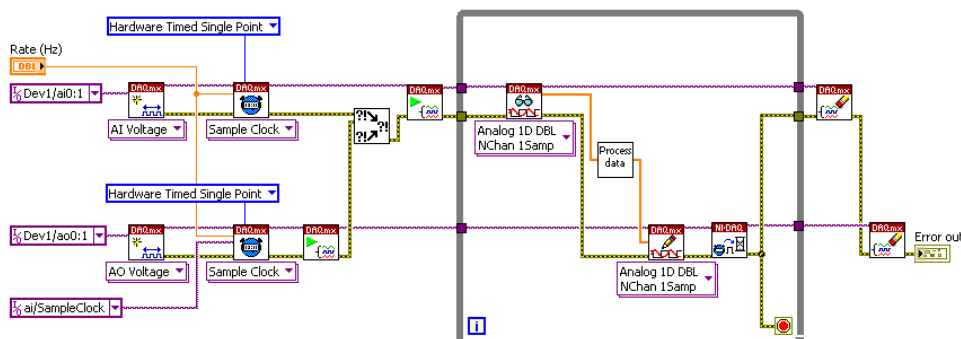 Hardware Timed Single Point
Rate (Hz)
DBL
Dev1/ai0:1
DAQmx
AI Voltage
DAQmx
Sample Clock
DAQmx
DAQmx
Analog 1D DBL
NChan 1Samp
Process
data
DAQmx
Hardware Timed Single Point
Dev1/ao0:1
DAQmx
AO Voltage
DAQmx
Sample Clock
DAQmx
DAQmx
Analog 1D DBL
NChan 1Samp
NI-DAQ
DAQmx
Error out
ai/SampleClock
i